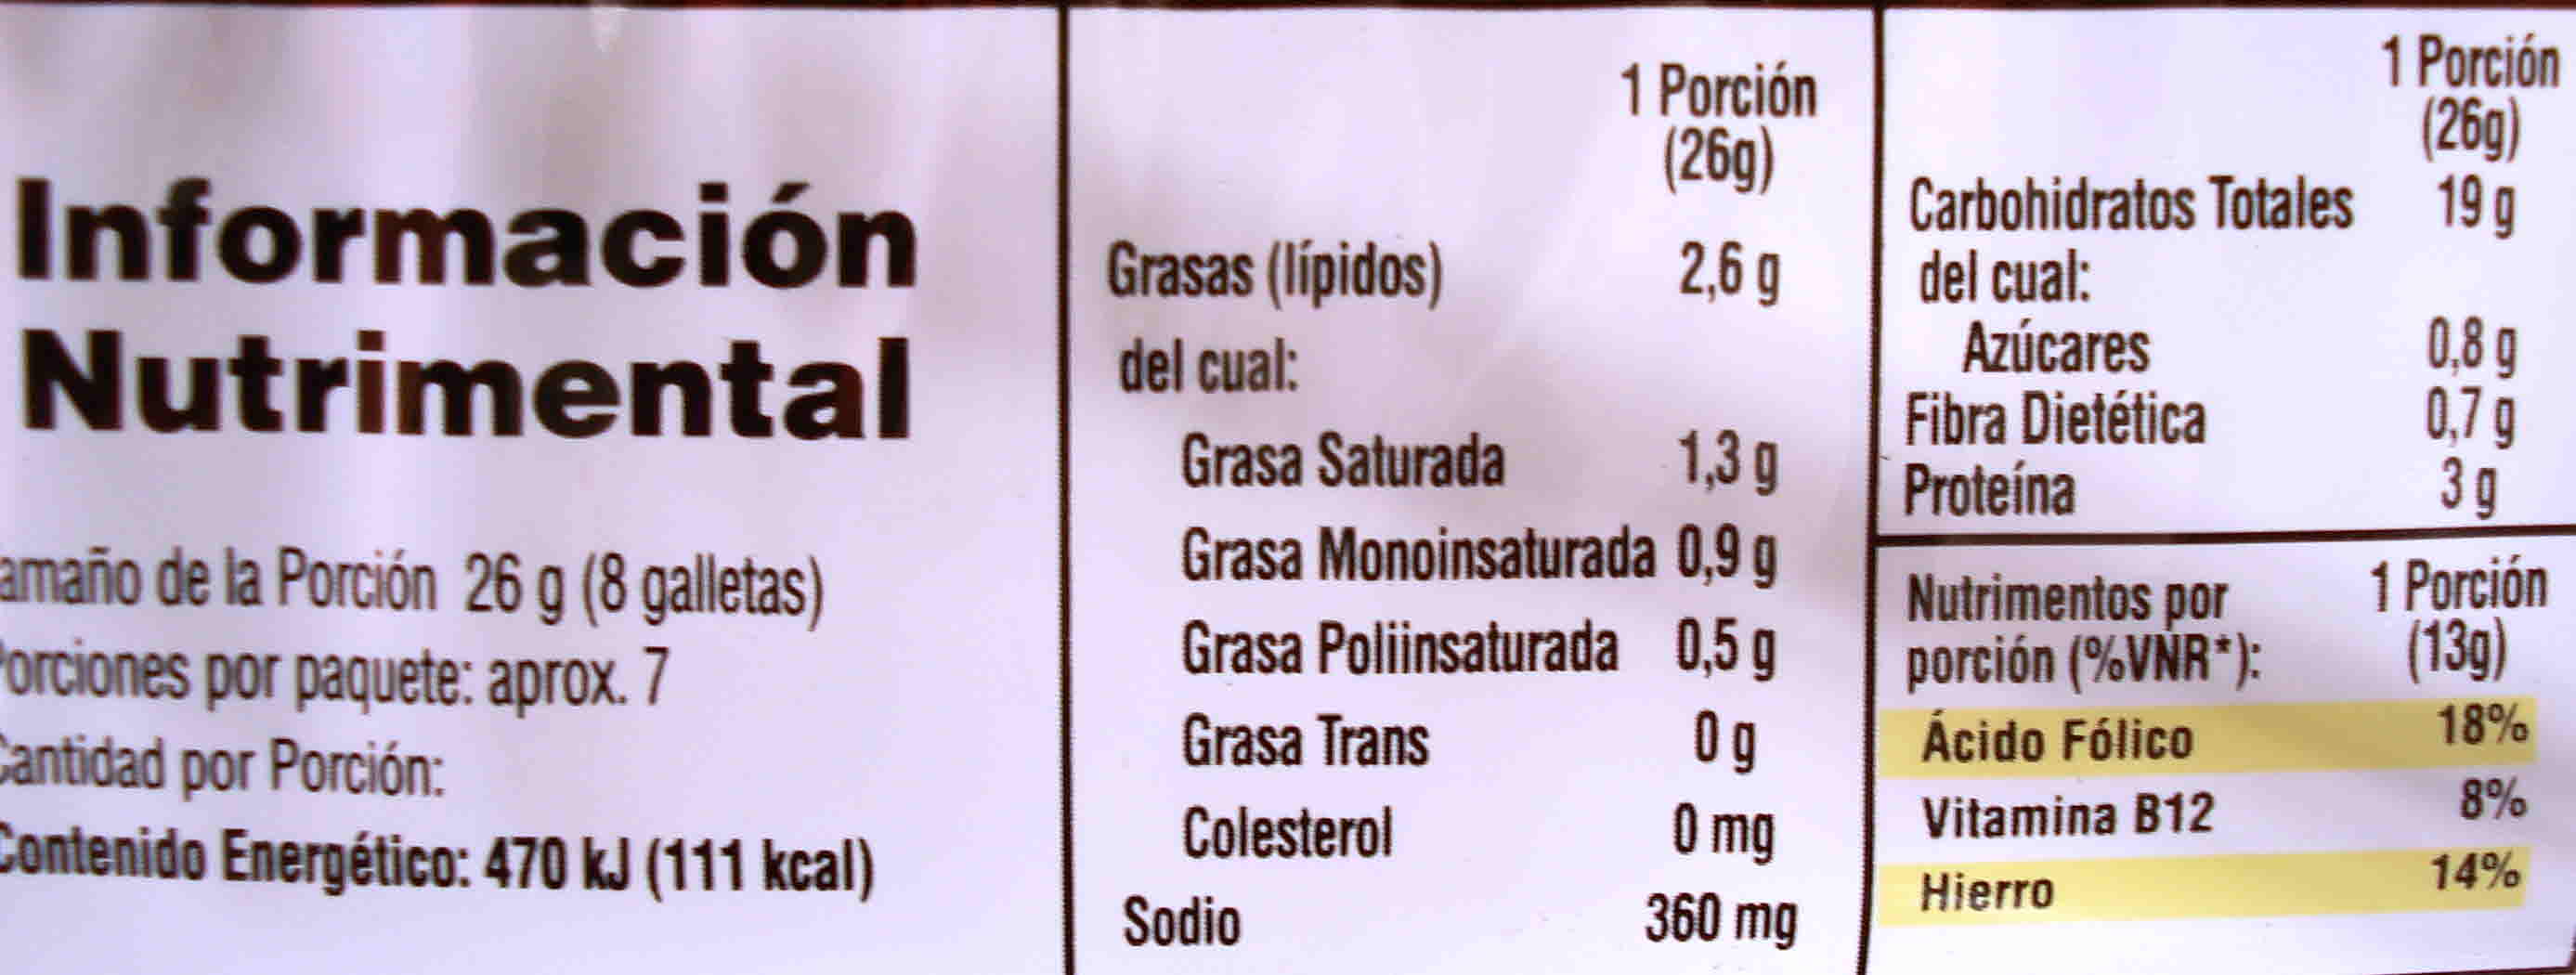 Información
Nutrimental
amaño de la Porción 26 g (8 galletas)
Porciones por paquete: aprox. 7
Cantidad por Porción:
Contenido Energético: 470 kJ (111 kcal)
1 Porción
(26g)
Grasas (lípidos) 2,6 g
del cual:
Grasa Saturada 1,3 g
Grasa Monoinsaturada 0,9 g
Grasa Poliinsaturada 0,5 g
Grasa Trans 0 g
Colesterol 0 mg
Sodio 360 mg
1 Porción
(26g)
Carbohidratos Totales 19 g
del cual:
Azúcares 0,8 g
Fibra Dietética 0,7 g
Proteína 3 g
Nutrimentos por 1 Porción
porción (%VNR*): (13g)
Ácido Fólico 18%
Vitamina B12 8%
Hierro 14%